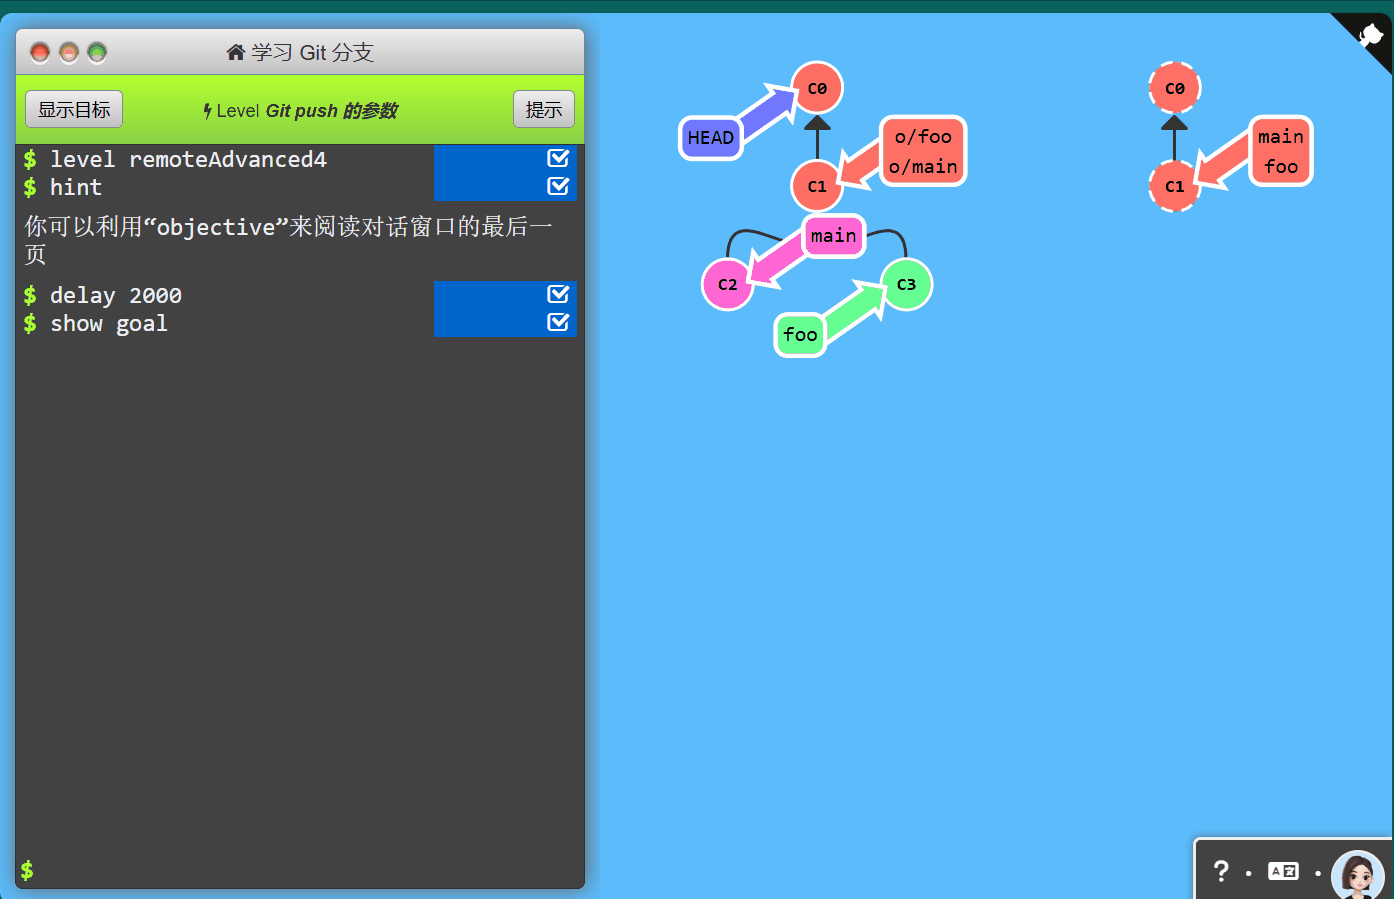 学习 Git 分支
显示目标
Level Git push 的参数
提示
$ level remoteAdvanced4
$ hint
你可以利用“objective”来阅读对话窗口的最后一
页
$ delay 2000
$ show goal
$
C0
HEAD
o/foo
o/main
C1
main
C2
C3
foo
C0
main
foo
C1
?
A